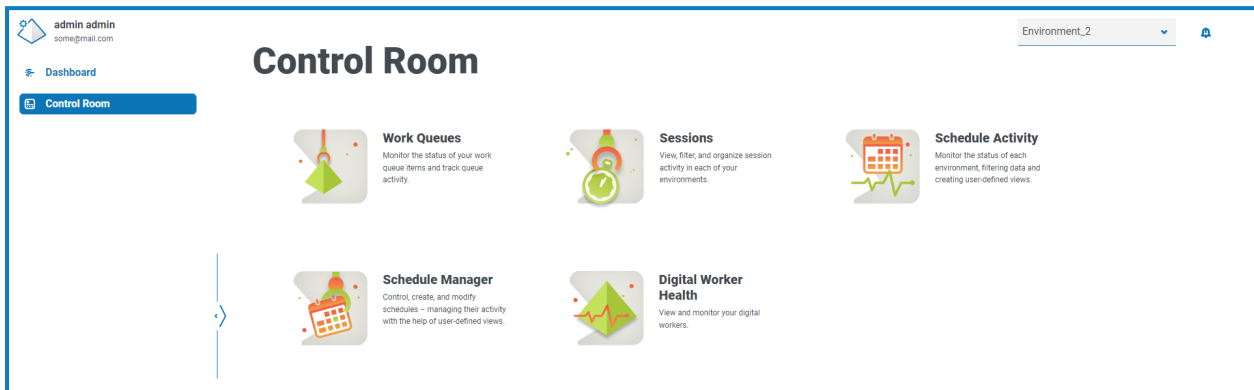 admin admin
some@mail.com
Dashboard
Control Room
Control Room
Environment_2
Work Queues
Monitor the status of your work
queue items and track queue
activity.
Sessions
View, filter, and organize session
activity in each of your
environments.
Schedule Activity
Monitor the status of each
environment, filtering data and
creating user-defined views.
Schedule Manager
Control, create, and modify
schedules – managing their activity
with the help of user-defined views.
Digital Worker
Health
View and monitor your digital
workers.